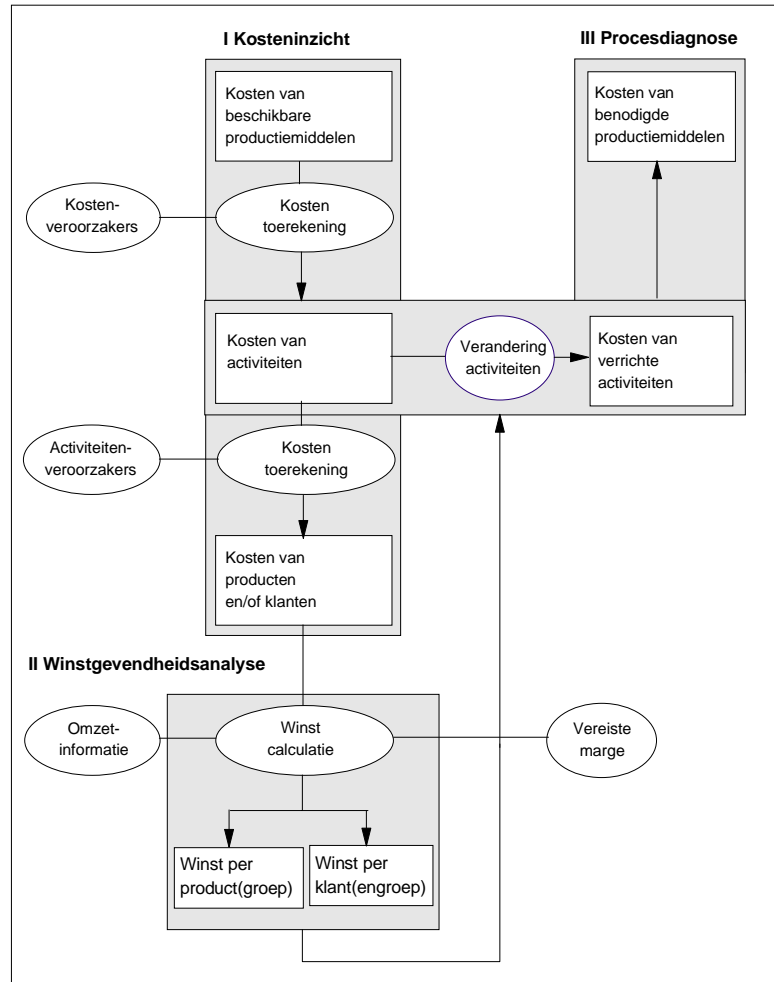 I Kosteninzicht
III Procesdiagnose
Kosten van
beschikbare
productiemiddelen
Kosten van
benodigde
productiemiddelen
Kosten-
veroorzakers
Kosten
toerekening
Kosten van
activiteiten
Verandering
activiteiten
Kosten van
verrichte
activiteiten
Activiteiten-
veroorzakers
Kosten
toerekening
Kosten van
producten
en/of klanten
II Winstgevendheidsanalyse
Omzet-
informatie
Winst
calculatie
Vereiste
marge
Winst per
product(groep)
Winst per
klant(engroep)